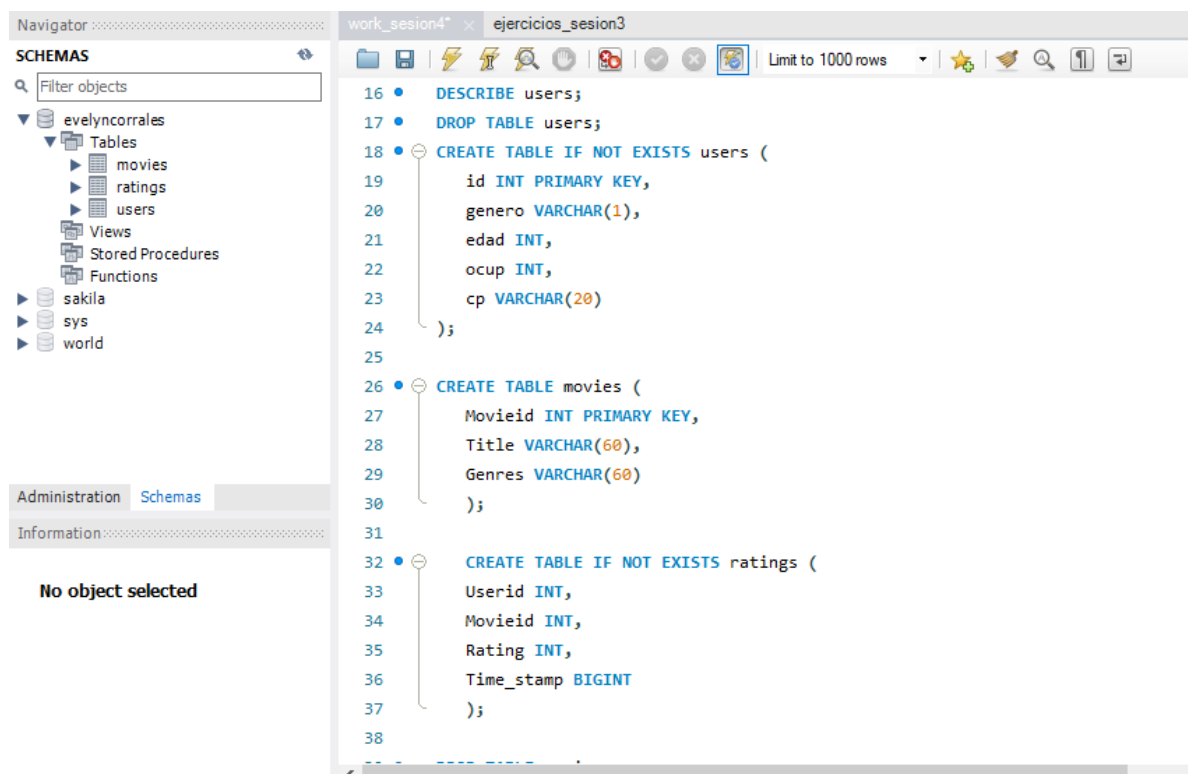 Navigator
SCHEMAS
Filter objects
evelyncorrales
Tables
movies
ratings
users
Views
Stored Procedures
Functions
sakila
sys
world
Administration Schemas
Information
No object selected
work_sesion4* × ejercicios_sesion3
Limit to 1000 rows
16 DESCRIBE users;
17 DROP TABLE users;
18 CREATE TABLE IF NOT EXISTS users (
19 id INT PRIMARY KEY,
20 genero VARCHAR(1),
21 edad INT,
22 ocup INT,
23 cp VARCHAR(20)
24 );
25
26 CREATE TABLE movies (
27 Movieid INT PRIMARY KEY,
28 Title VARCHAR(60),
29 Genres VARCHAR(60)
30 );
31
32 CREATE TABLE IF NOT EXISTS ratings (
33 Userid INT,
34 Movieid INT,
35 Rating INT,
36 Time_stamp BIGINT
37 );
38